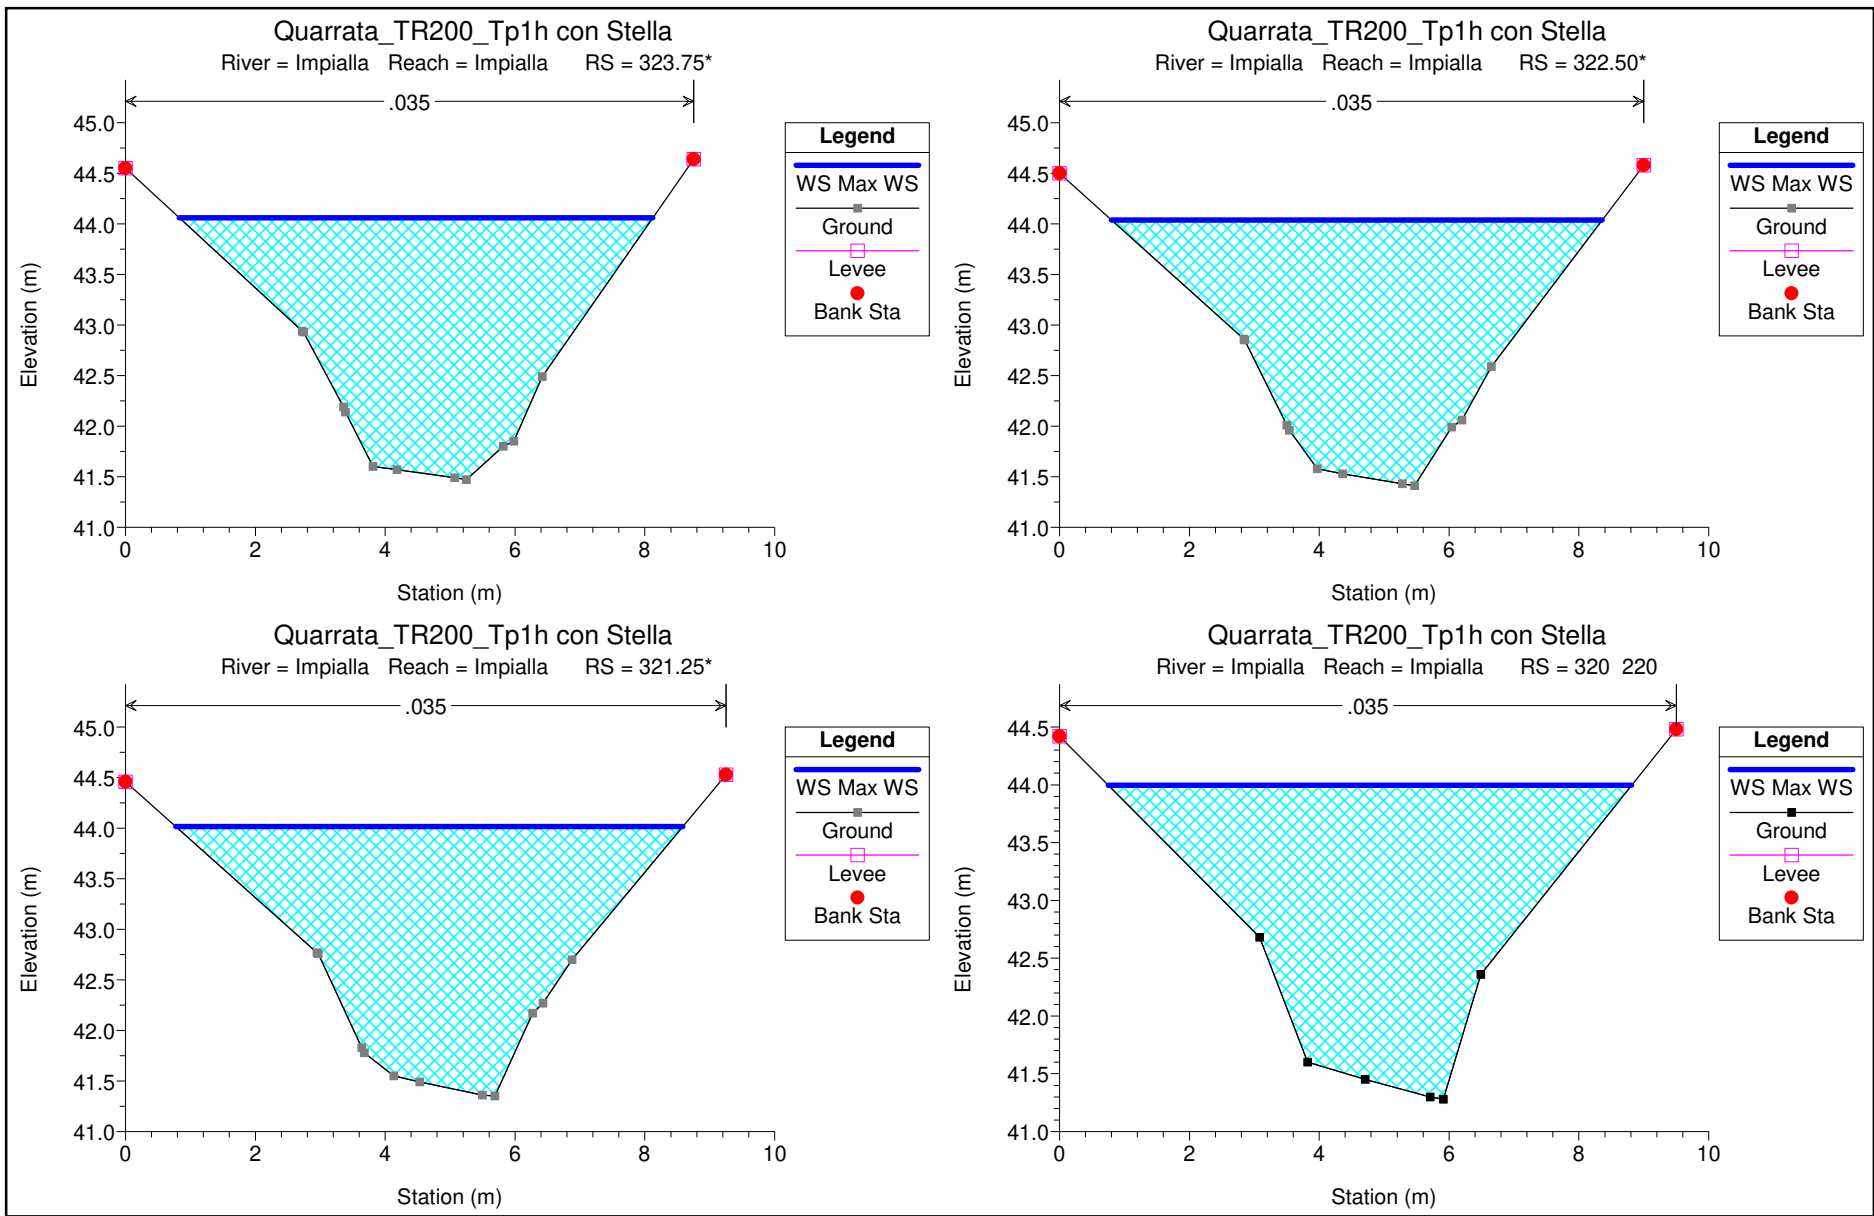 Quarrata_TR200_Tp1h con Stella
River = Impialla Reach = Impialla RS = 323.75*
.035
45.0
44.5
44.0
43.5
43.0
42.5
42.0
41.5
41.0
0 2 4 6 8 10
Elevation (m)
Station (m)
Legend
WS Max WS
Ground
Levee
Bank Sta
Quarrata_TR200_Tp1h con Stella
River = Impialla Reach = Impialla RS = 322.50*
.035
45.0
44.5
44.0
43.5
43.0
42.5
42.0
41.5
41.0
0 2 4 6 8 10
Elevation (m)
Station (m)
Legend
WS Max WS
Ground
Levee
Bank Sta
Quarrata_TR200_Tp1h con Stella
River = Impialla Reach = Impialla RS = 321.25*
.035
45.0
44.5
44.0
43.5
43.0
42.5
42.0
41.5
41.0
0 2 4 6 8 10
Elevation (m)
Station (m)
Legend
WS Max WS
Ground
Levee
Bank Sta
Quarrata_TR200_Tp1h con Stella
River = Impialla Reach = Impialla RS = 320 220
.035
44.5
44.0
43.5
43.0
42.5
42.0
41.5
41.0
0 2 4 6 8 10
Elevation (m)
Station (m)
Legend
WS Max WS
Ground
Levee
Bank Sta